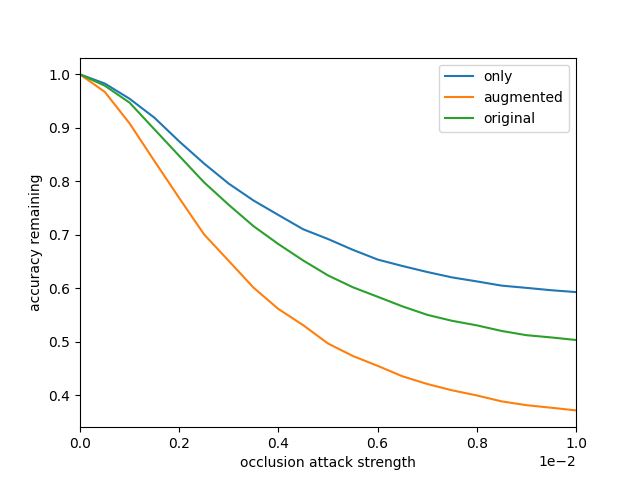 only
augmented
original
1.0
0.9
0.8
0.7
0.6
0.5
0.4
accuracy remaining
0.0 0.2 0.4 0.6 0.8 1.0
1e−2
occlusion attack strength